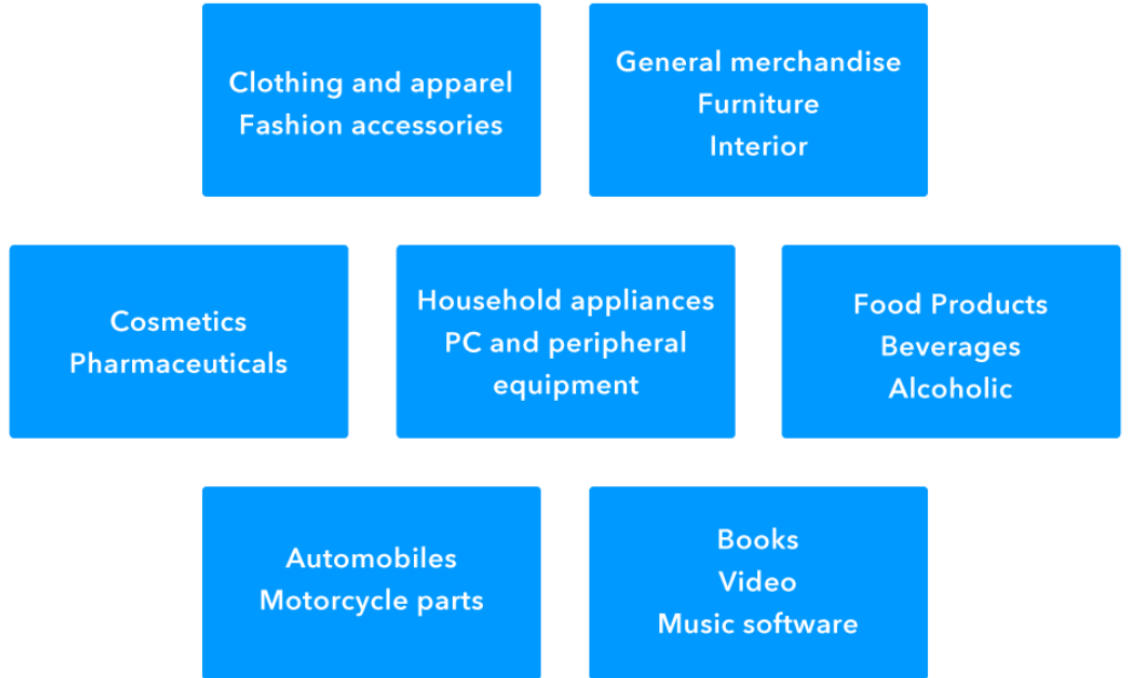 Clothing and apparel
Fashion accessories
General merchandise
Furniture
Interior
Cosmetics
Pharmaceuticals
Household appliances
PC and peripheral
equipment
Food Products
Beverages
Alcoholic
Automobiles
Motorcycle parts
Books
Video
Music software